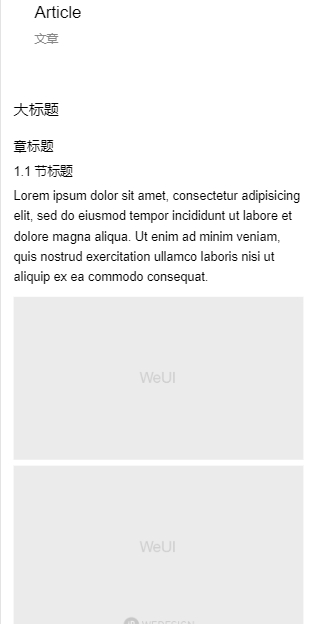 Article
文章
大标题
章标题
1.1 节标题
Lorem ipsum dolor sit amet, consectetur adipisicing
elit, sed do eiusmod tempor incididunt ut labore et
dolore magna aliqua. Ut enim ad minim veniam,
quis nostrud exercitation ullamco laboris nisi ut
aliquip ex ea commodo consequat.
WeUI
WeUI